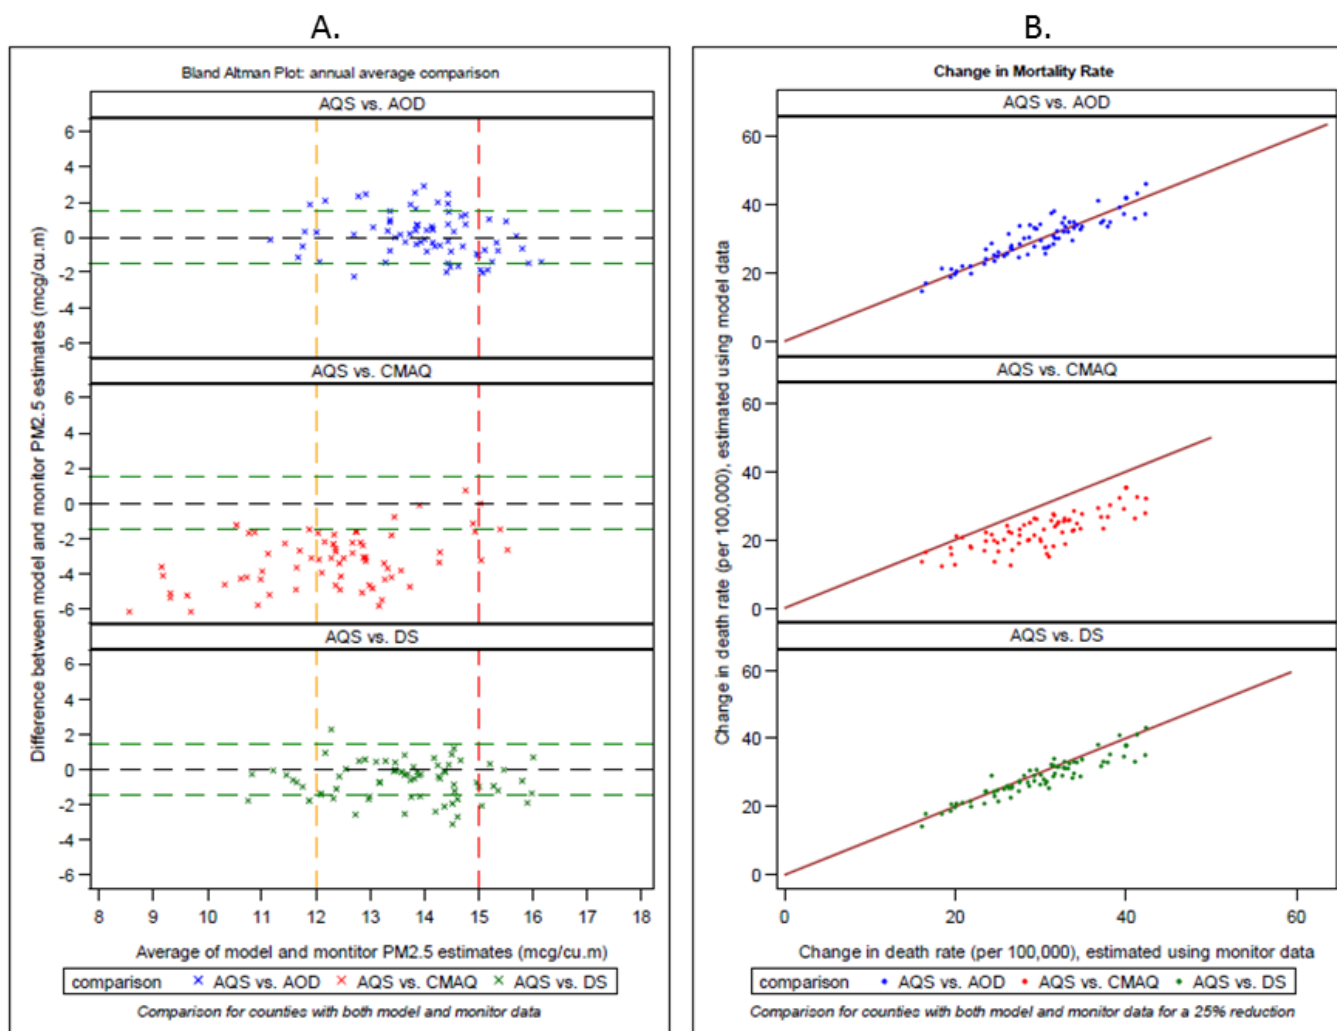 A.
Bland Altman Plot: annual average comparison
AQS vs. AOD
6
4
2
0
-2
-4
-6
AQS vs. CMAQ
6
4
2
0
-2
-4
-6
AQS vs. DS
6
4
2
0
-2
-4
-6
Difference between model and monitor PM2.5 estimates (mcg/cu.m)
8 9 10 11 12 13 14 15 16 17 18
Average of model and montitor PM2.5 estimates (mcg/cu.m)
comparison AQS vs. AOD AQS vs. CMAQ AQS vs. DS
Comparison for counties with both model and monitor data
B.
Change in Mortality Rate
AQS vs. AOD
60
40
20
0
AQS vs. CMAQ
60
40
20
0
AQS vs. DS
60
40
20
0
Change in death rate (per 100,000), estimated using model data
0 20 40 60
Change in death rate (per 100,000), estimated using monitor data
comparison AQS vs. AOD AQS vs. CMAQ AQS vs. DS
Comparison for counties with both model and monitor data for a 25% reduction